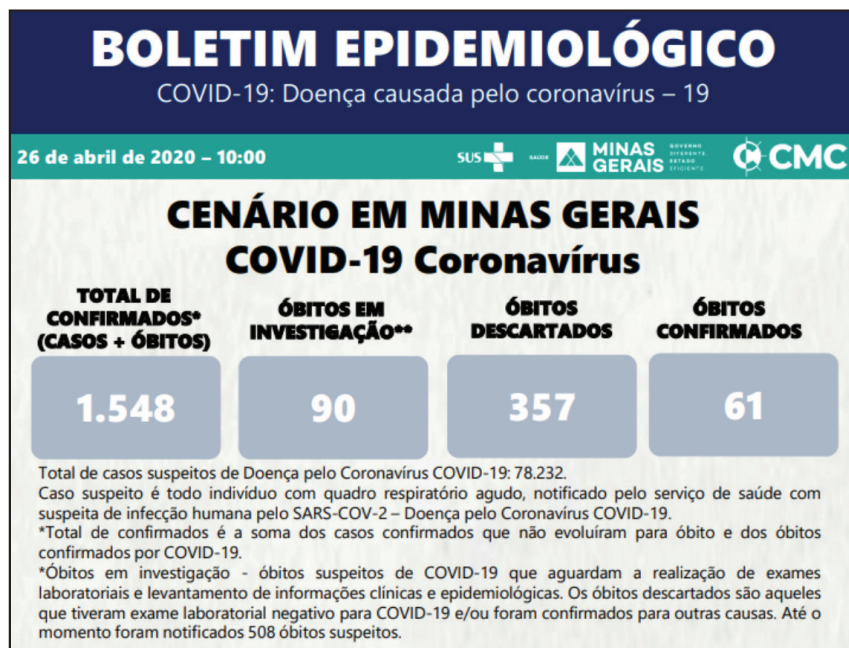 BOLETIM EPIDEMIOLÓGICO
COVID-19: Doença causada pelo coronavírus – 19
26 de abril de 2020 – 10:00
SUS
SAÚDE
MINAS GERAIS
GOVERNO
DIFERENTE.
ESTADO
EFICIENTE.
CMC
CENÁRIO EM MINAS GERAIS
COVID-19 Coronavírus
TOTAL DE
CONFIRMADOS*
(CASOS + ÓBITOS)
1.548
ÓBITOS EM
INVESTIGAÇÃO**
90
ÓBITOS
DESCARTADOS
357
ÓBITOS
CONFIRMADOS
61
Total de casos suspeitos de Doença pelo Coronavírus COVID-19: 78.232.
Caso suspeito é todo indivíduo com quadro respiratório agudo, notificado pelo serviço de saúde com
suspeita de infecção humana pelo SARS-COV-2 – Doença pelo Coronavírus COVID-19.
*Total de confirmados é a soma dos casos confirmados que não evoluíram para óbito e dos óbitos
confirmados por COVID-19.
*Óbitos em investigação - óbitos suspeitos de COVID-19 que aguardam a realização de exames
laboratoriais e levantamento de informações clínicas e epidemiológicas. Os óbitos descartados são aqueles
que tiveram exame laboratorial negativo para COVID-19 e/ou foram confirmados para outras causas. Até o
momento foram notificados 508 óbitos suspeitos.